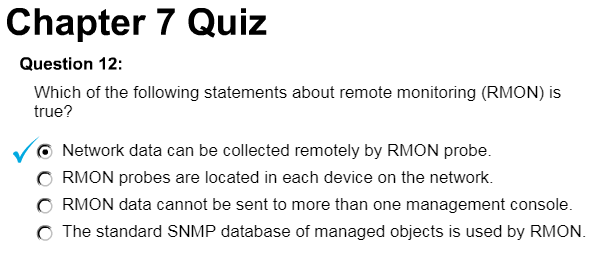 Chapter 7 Quiz
Question 12:
Which of the following statements about remote monitoring (RMON) is
true?
Network data can be collected remotely by RMON probe.
RMON probes are located in each device on the network.
RMON data cannot be sent to more than one management console.
The standard SNMP database of managed objects is used by RMON.